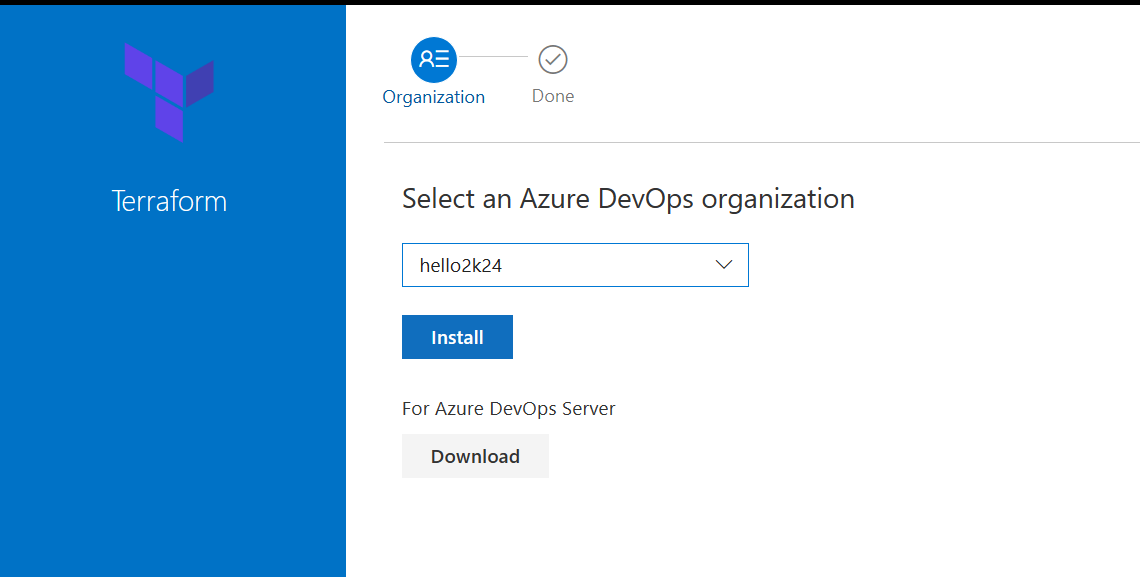 Terraform
Organization
Done
Select an Azure DevOps organization
hello2k24
Install
For Azure DevOps Server
Download